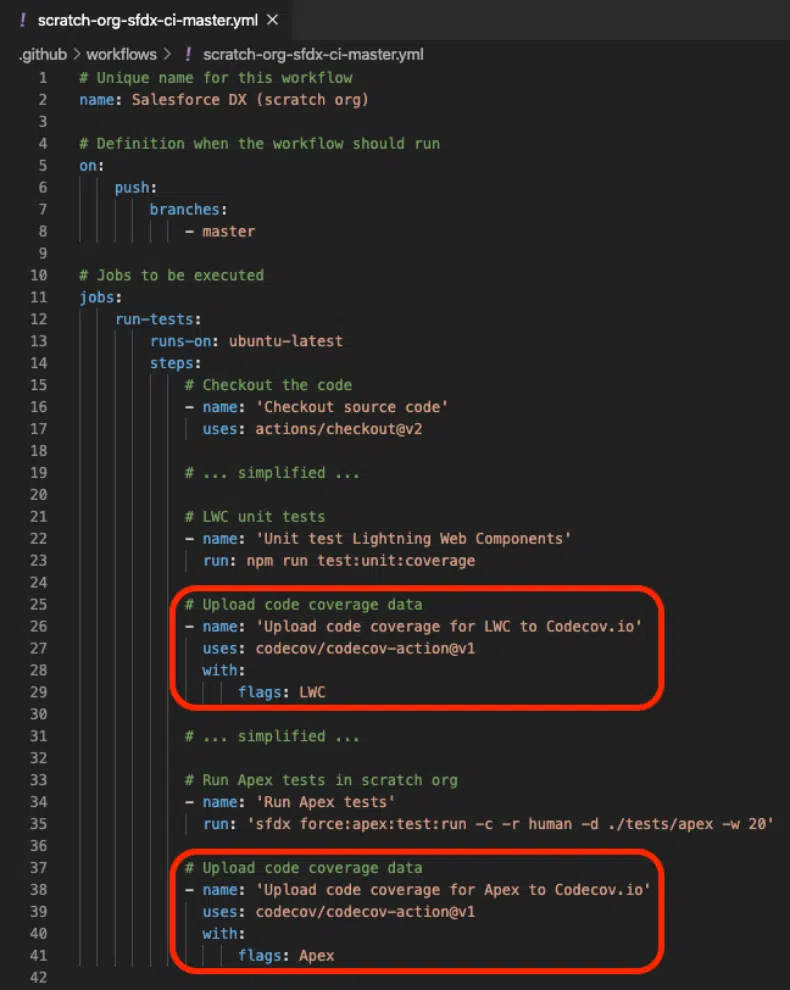 ! scratch-org-sfdx-ci-master.yml ×
.github > workflows > ! scratch-org-sfdx-ci-master.yml
1 # Unique name for this workflow
2 name: Salesforce DX (scratch org)
3
4 # Definition when the workflow should run
5 on:
6 push:
7 branches:
8 - master
9
10 # Jobs to be executed
11 jobs:
12 run-tests:
13 runs-on: ubuntu-latest
14 steps:
15 # Checkout the code
16 - name: 'Checkout source code'
17 uses: actions/checkout@v2
18
19 # ... simplified ...
20
21 # LWC unit tests
22 - name: 'Unit test Lightning Web Components'
23 run: npm run test:unit:coverage
24
25 # Upload code coverage data
26 - name: 'Upload code coverage for LWC to Codecov.io'
27 uses: codecov/codecov-action@v1
28 with:
29 flags: LWC
30
31 # ... simplified ...
32
33 # Run Apex tests in scratch org
34 - name: 'Run Apex tests'
35 run: 'sfdx force:apex:test:run -c -r human -d ./tests/apex -w 20'
36
37 # Upload code coverage data
38 - name: 'Upload code coverage for Apex to Codecov.io'
39 uses: codecov/codecov-action@v1
40 with:
41 flags: Apex
42